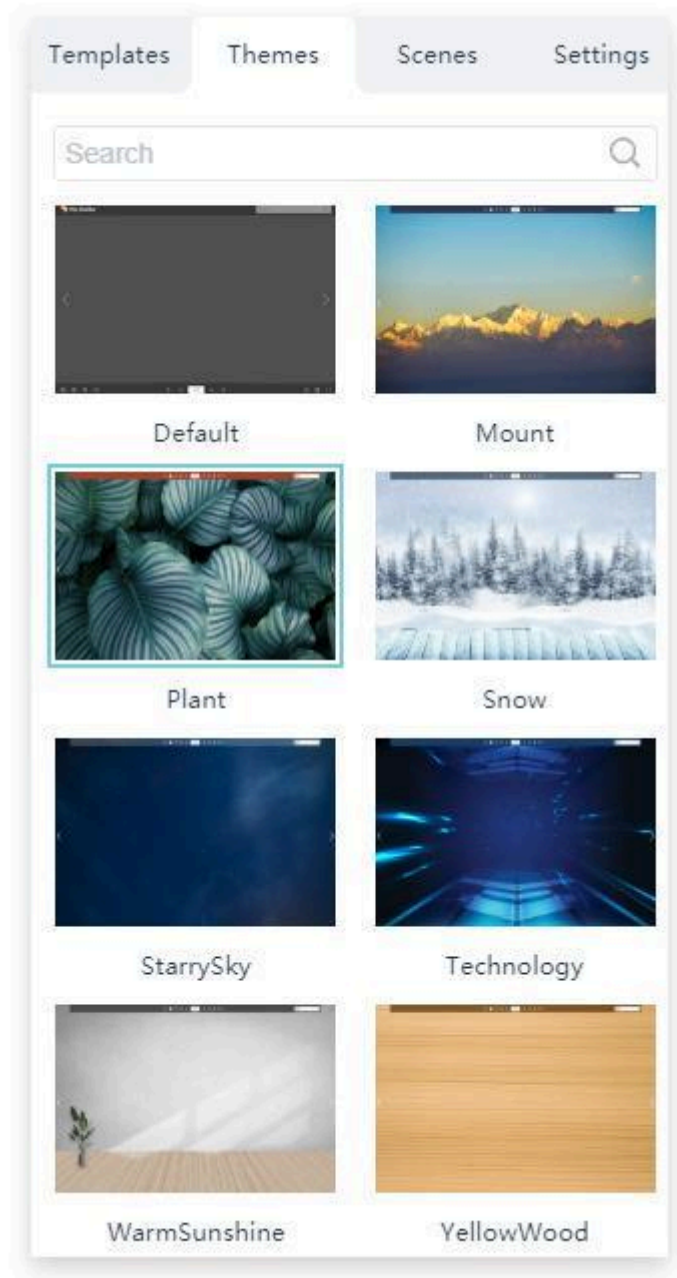 Templates Themes Scenes Settings
Search
Default Mount
Plant Snow
StarrySky Technology
WarmSunshine YellowWood